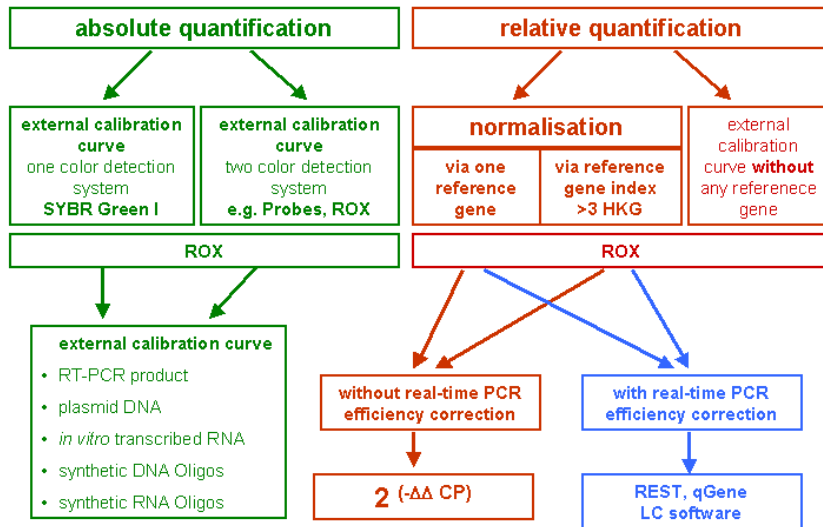 absolute quantification
relative quantification
external calibration
curve
one color detection
system
SYBR Green I
external calibration
curve
two color detection
system
e.g. Probes, ROX
normalisation
via one
reference
gene
via reference
gene index
>3 HKG
external
calibration
curve without
any referenece
gene
ROX
ROX
external calibration curve
• RT-PCR product
• plasmid DNA
• in vitro transcribed RNA
• synthetic DNA Oligos
• synthetic RNA Oligos
without real-time PCR
efficiency correction
with real-time PCR
efficiency correction
2 (-ΔΔ CP)
REST, qGene
LC software